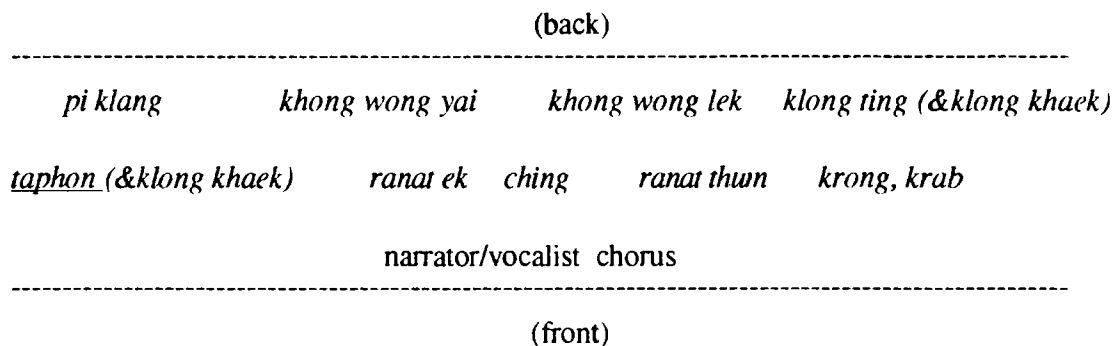 (back)
pi klang khong wong yai khong wong lek klong ting (&klong khaek)
taphon (&klong khaek) ranat ek ching ranat thum krong, krab
narrator/vocalist chorus
(front)